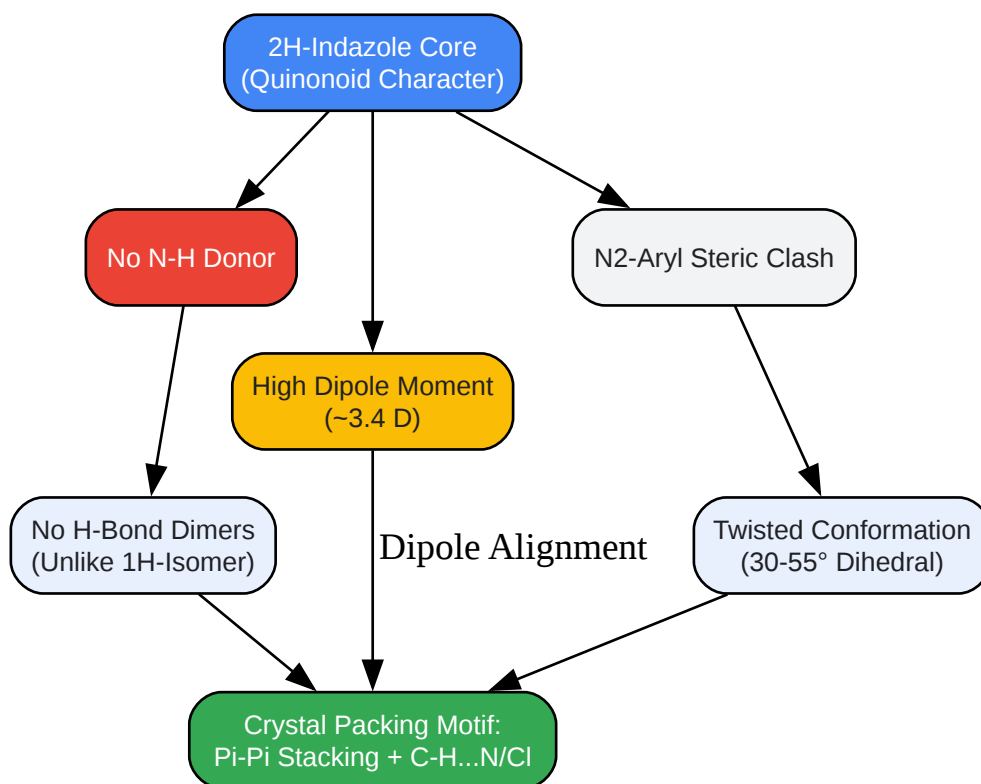 2H-Indazole Core
(Quinonoid Character)
No N-H Donor
N2-Aryl Steric Clash
High Dipole Moment
(~3.4 D)
No H-Bond Dimers
(Unlike 1H-Isomer)
Dipole Alignment
Twisted Conformation
(30-55° Dihedral)
Crystal Packing Motif:
Pi-Pi Stacking + C-H...N/Cl